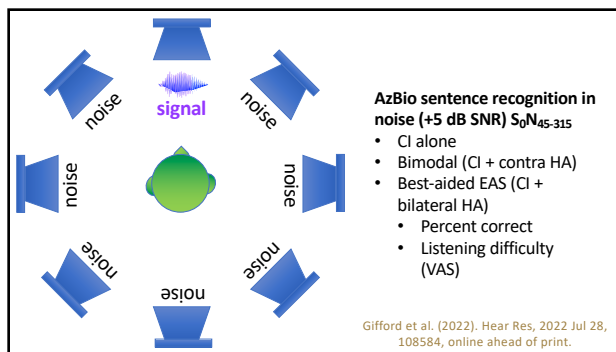 signal
noise
noise
noise
noise
noise
noise
noise
AzBio sentence recognition in
noise (+5 dB SNR) S₀N₄₅₋₃₁₅
• CI alone
• Bimodal (CI + contra HA)
• Best-aided EAS (CI +
bilateral HA)
• Percent correct
• Listening difficulty
(VAS)
Gifford et al. (2022). Hear Res, 2022 Jul 28,
108584, online ahead of print.